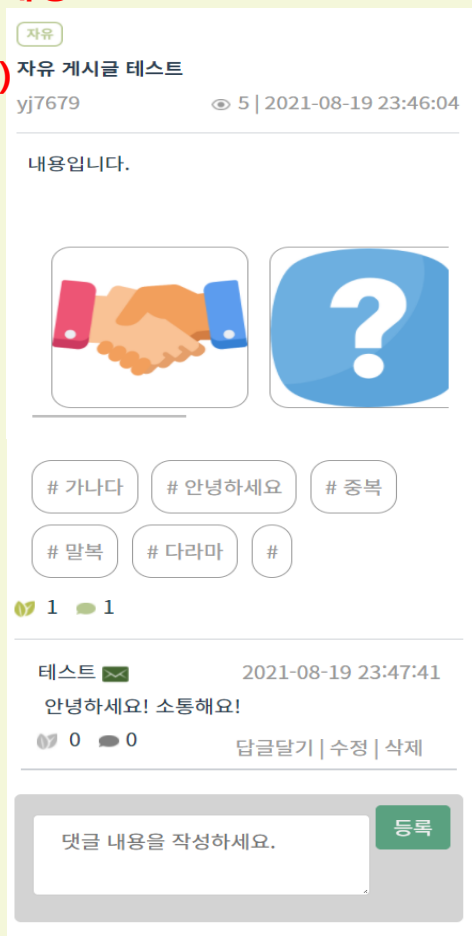 자유
) 자유 게시글 테스트
yj7679 5 | 2021-08-19 23:46:04
내용입니다.
?
# 가나다 # 안녕하세요 # 중복
# 말복 # 다라마 #
1 1
테스트 2021-08-19 23:47:41
안녕하세요! 소통해요!
0 0 답글달기 | 수정 | 삭제
댓글 내용을 작성하세요. 등록